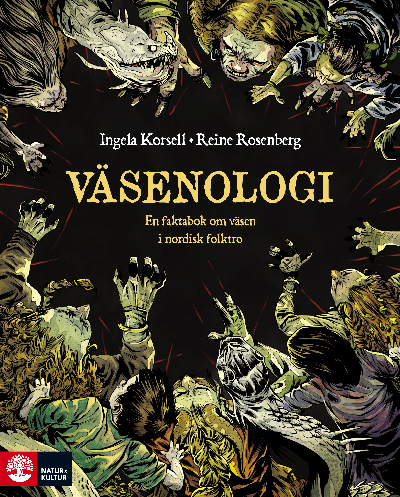 Ingela Korsell • Reine Rosenberg
VÄSENOLOGI
En faktabok om väsen
i nordisk folktro
NATUR &
KULTUR